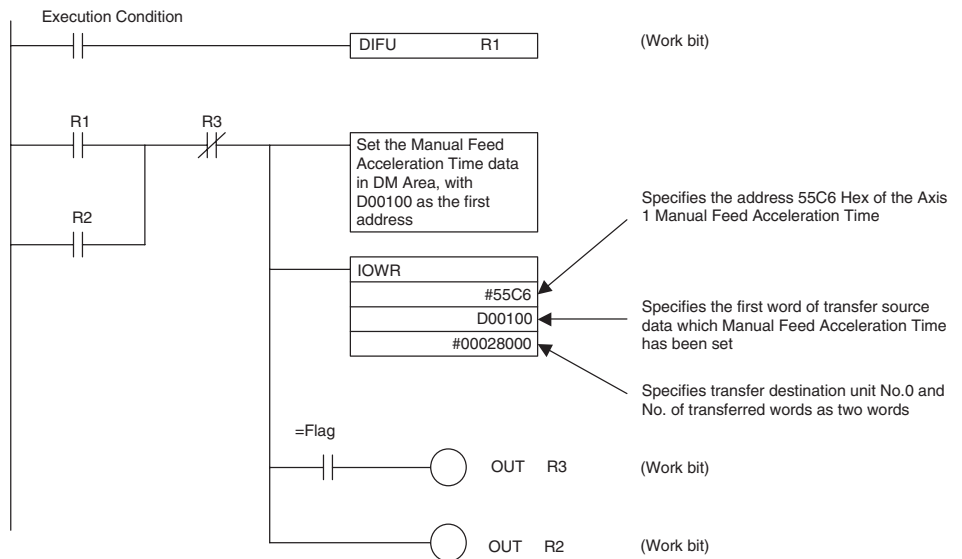 Execution Condition
DIFU R1
(Work bit)
R1
R3
R2
Set the Manual Feed
Acceleration Time data
in DM Area, with
D00100 as the first
address
Specifies the address 55C6 Hex of the Axis
1 Manual Feed Acceleration Time
IOWR
#55C6
D00100
#00028000
Specifies the first word of transfer source
data which Manual Feed Acceleration Time
has been set
Specifies transfer destination unit No.0 and
No. of transferred words as two words
=Flag
OUT R3
(Work bit)
OUT R2
(Work bit)